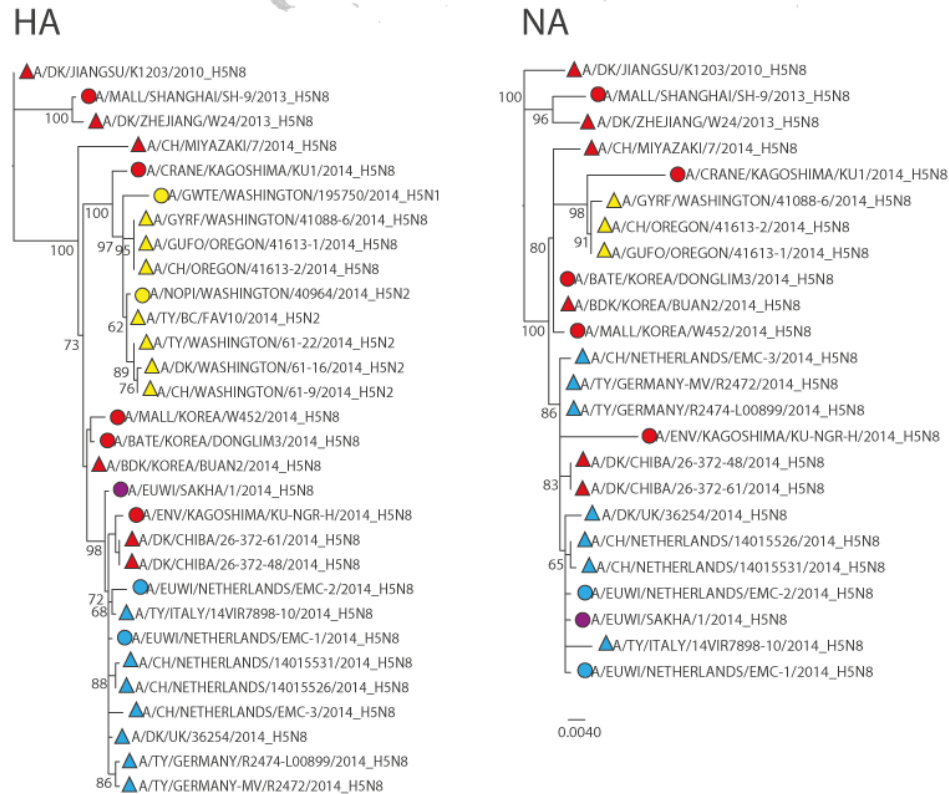 HA
A/DK/JIANGSU/K1203/2010_H5N8
A/MALL/SHANGHAI/SH-9/2013_H5N8
100
A/DK/ZHEJIANG/W24/2013_H5N8
A/CH/MIYAZAKI/7/2014_H5N8
A/CRANE/KAGOSHIMA/KU1/2014_H5N8
A/GWTE/WASHINGTON/195750/2014_H5N1
100
A/GYRF/WASHINGTON/41088-6/2014_H5N8
A/GUFO/OREGON/41613-1/2014_H5N8
100
97
95
A/CH/OREGON/41613-2/2014_H5N8
A/NOPI/WASHINGTON/40964/2014_H5N2
A/TY/BC/FAV10/2014_H5N2
62
A/TY/WASHINGTON/61-22/2014_H5N2
73
A/DK/WASHINGTON/61-16/2014_H5N2
89
A/CH/WASHINGTON/61-9/2014_H5N2
76
A/MALL/KOREA/W452/2014_H5N8
A/BATE/KOREA/DONGLIM3/2014_H5N8
A/BDK/KOREA/BUAN2/2014_H5N8
A/EUWI/SAKHA/1/2014_H5N8
A/ENV/KAGOSHIMA/KU-NGR-H/2014_H5N8
A/DK/CHIBA/26-372-61/2014_H5N8
98
A/DK/CHIBA/26-372-48/2014_H5N8
A/EUWI/NETHERLANDS/EMC-2/2014_H5N8
72
68
A/TY/ITALY/14VIR7898-10/2014_H5N8
A/EUWI/NETHERLANDS/EMC-1/2014_H5N8
A/CH/NETHERLANDS/14015531/2014_H5N8
88
A/CH/NETHERLANDS/14015526/2014_H5N8
A/CH/NETHERLANDS/EMC-3/2014_H5N8
A/DK/UK/36254/2014_H5N8
A/TY/GERMANY/R2474-L00899/2014_H5N8
86
A/TY/GERMANY-MV/R2472/2014_H5N8
NA
A/DK/JIANGSU/K1203/2010_H5N8
100
A/MALL/SHANGHAI/SH-9/2013_H5N8
96
A/DK/ZHEJIANG/W24/2013_H5N8
A/CH/MIYAZAKI/7/2014_H5N8
A/CRANE/KAGOSHIMA/KU1/2014_H5N8
A/GYRF/WASHINGTON/41088-6/2014_H5N8
98
A/CH/OREGON/41613-2/2014_H5N8
91
80
A/GUFO/OREGON/41613-1/2014_H5N8
A/BATE/KOREA/DONGLIM3/2014_H5N8
A/BDK/KOREA/BUAN2/2014_H5N8
100
A/MALL/KOREA/W452/2014_H5N8
A/CH/NETHERLANDS/EMC-3/2014_H5N8
A/TY/GERMANY-MV/R2472/2014_H5N8
86
A/TY/GERMANY/R2474-L00899/2014_H5N8
A/ENV/KAGOSHIMA/KU-NGR-H/2014_H5N8
A/DK/CHIBA/26-372-48/2014_H5N8
83
A/DK/CHIBA/26-372-61/2014_H5N8
A/DK/UK/36254/2014_H5N8
A/CH/NETHERLANDS/14015526/2014_H5N8
65
A/CH/NETHERLANDS/14015531/2014_H5N8
A/EUWI/NETHERLANDS/EMC-2/2014_H5N8
A/EUWI/SAKHA/1/2014_H5N8
A/TY/ITALY/14VIR7898-10/2014_H5N8
A/EUWI/NETHERLANDS/EMC-1/2014_H5N8
0.0040